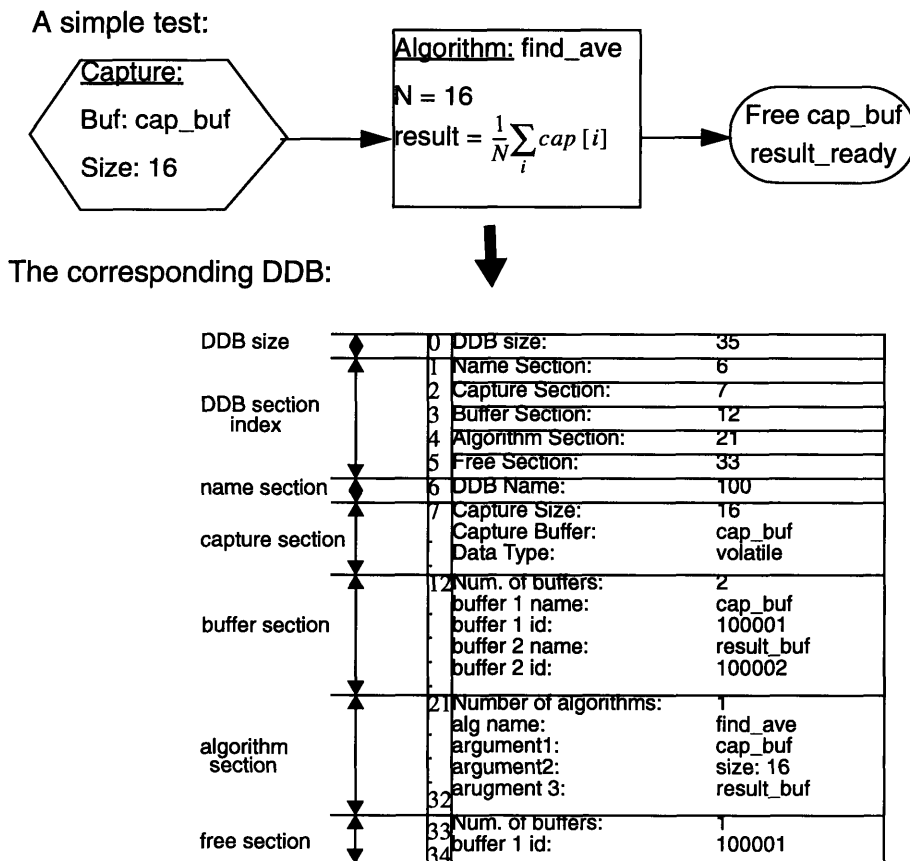 A simple test:
Capture:
Buf: cap_buf
Size: 16
Algorithm: find_ave
N = 16
result = \frac{1}{N}\sum_{i} cap [i]
Free cap_buf
result_ready
The corresponding DDB:
DDB size 0 DDB size: 35
DDB section index
1 Name Section: 6
2 Capture Section: 7
3 Buffer Section: 12
4 Algorithm Section: 21
5 Free Section: 33
name section 6 DDB Name: 100
capture section
7 Capture Size: 16
Capture Buffer: cap_buf
Data Type: volatile
buffer section
12 Num. of buffers: 2
buffer 1 name: cap_buf
buffer 1 id: 100001
buffer 2 name: result_buf
buffer 2 id: 100002
algorithm section
21 Number of algorithms: 1
alg name: find_ave
argument1: cap_buf
argument2: size: 16
32 arugment 3: result_buf
free section
33 Num. of buffers: 1
34 buffer 1 id: 100001